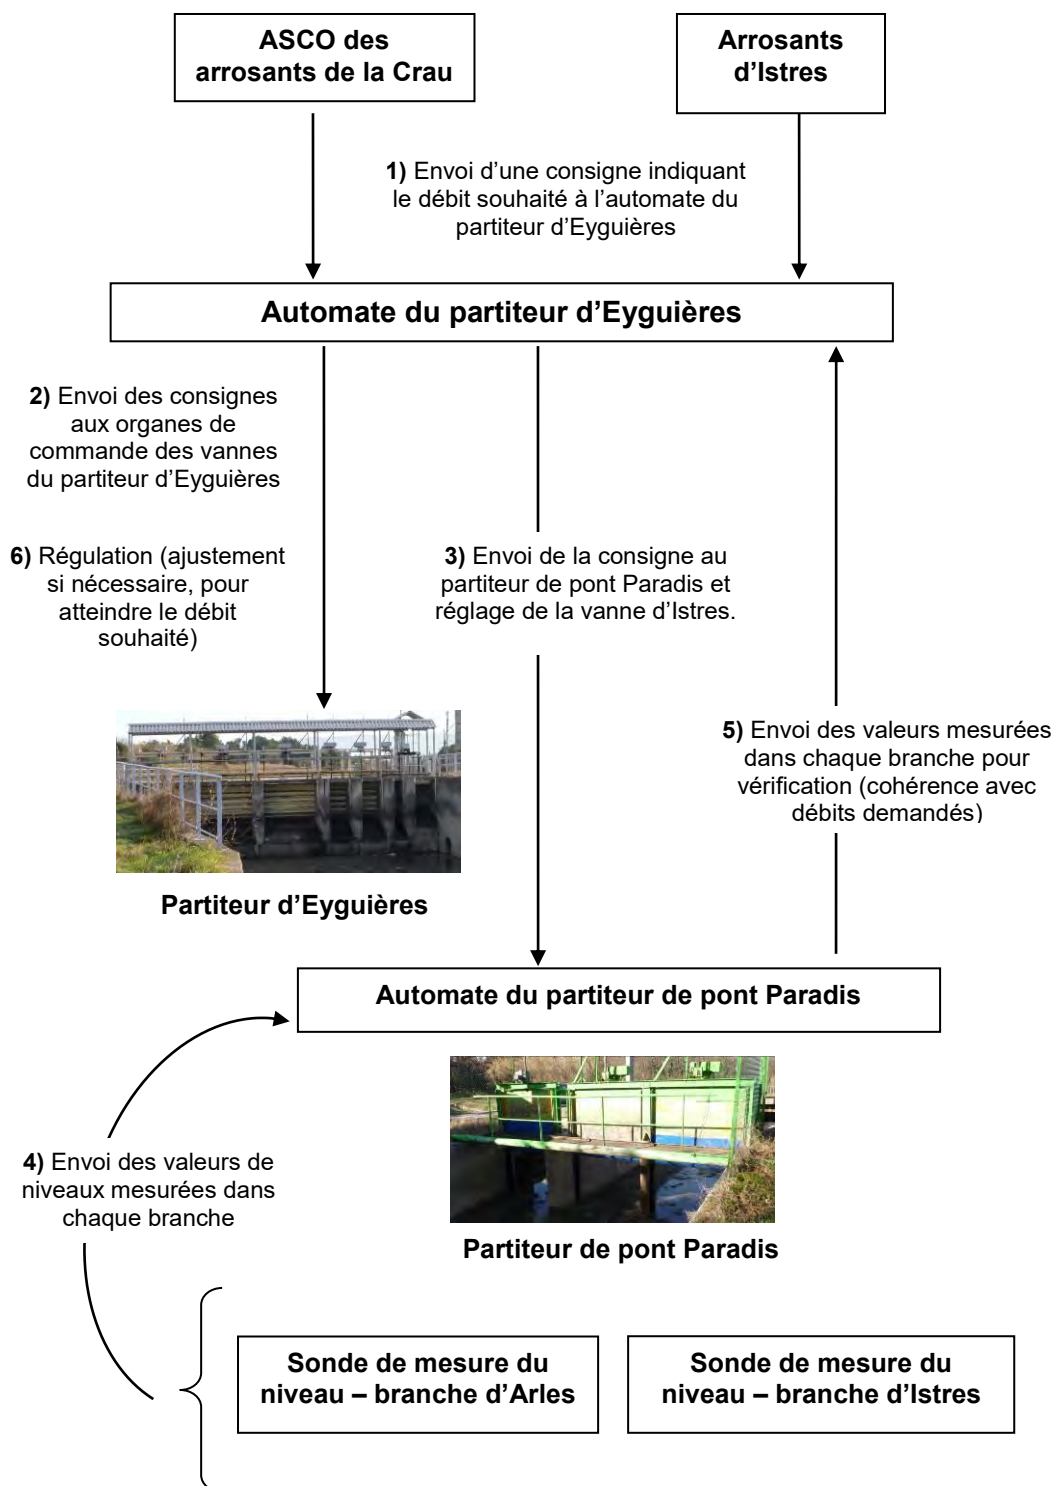 ASCO des
arrosants de la Crau
Arrosants
d’Istres
1) Envoi d’une consigne indiquant
le débit souhaité à l’automate du
partiteur d’Eyguières
Automate du partiteur d’Eyguières
2) Envoi des consignes
aux organes de
commande des vannes
du partiteur d’Eyguières
6) Régulation (ajustement
si nécessaire, pour
atteindre le débit
souhaité)
3) Envoi de la consigne au
partiteur de pont Paradis et
réglage de la vanne d’Istres.
5) Envoi des valeurs mesurées
dans chaque branche pour
vérification (cohérence avec
débits demandés)
Partiteur d’Eyguières
Automate du partiteur de pont Paradis
4) Envoi des valeurs de
niveaux mesurées dans
chaque branche
Partiteur de pont Paradis
Sonde de mesure du
niveau – branche d’Arles
Sonde de mesure du
niveau – branche d’Istres